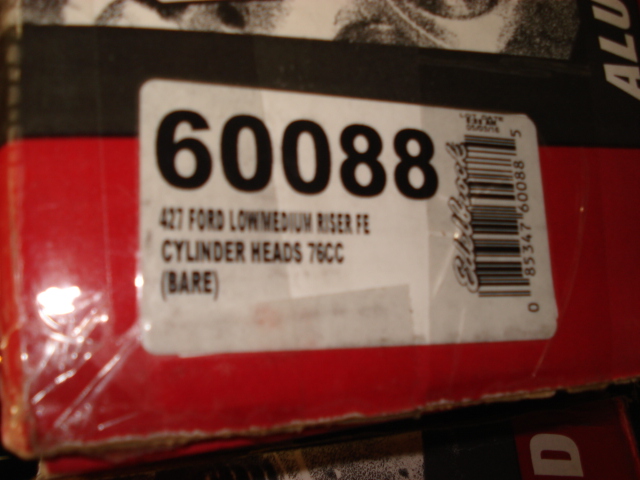 ALU
60088
427 FORD LOW/MEDIUM RISER FE
CYLINDER HEADS 76CC
(BARE)
Edelbrock
0 85347 60088 5
D